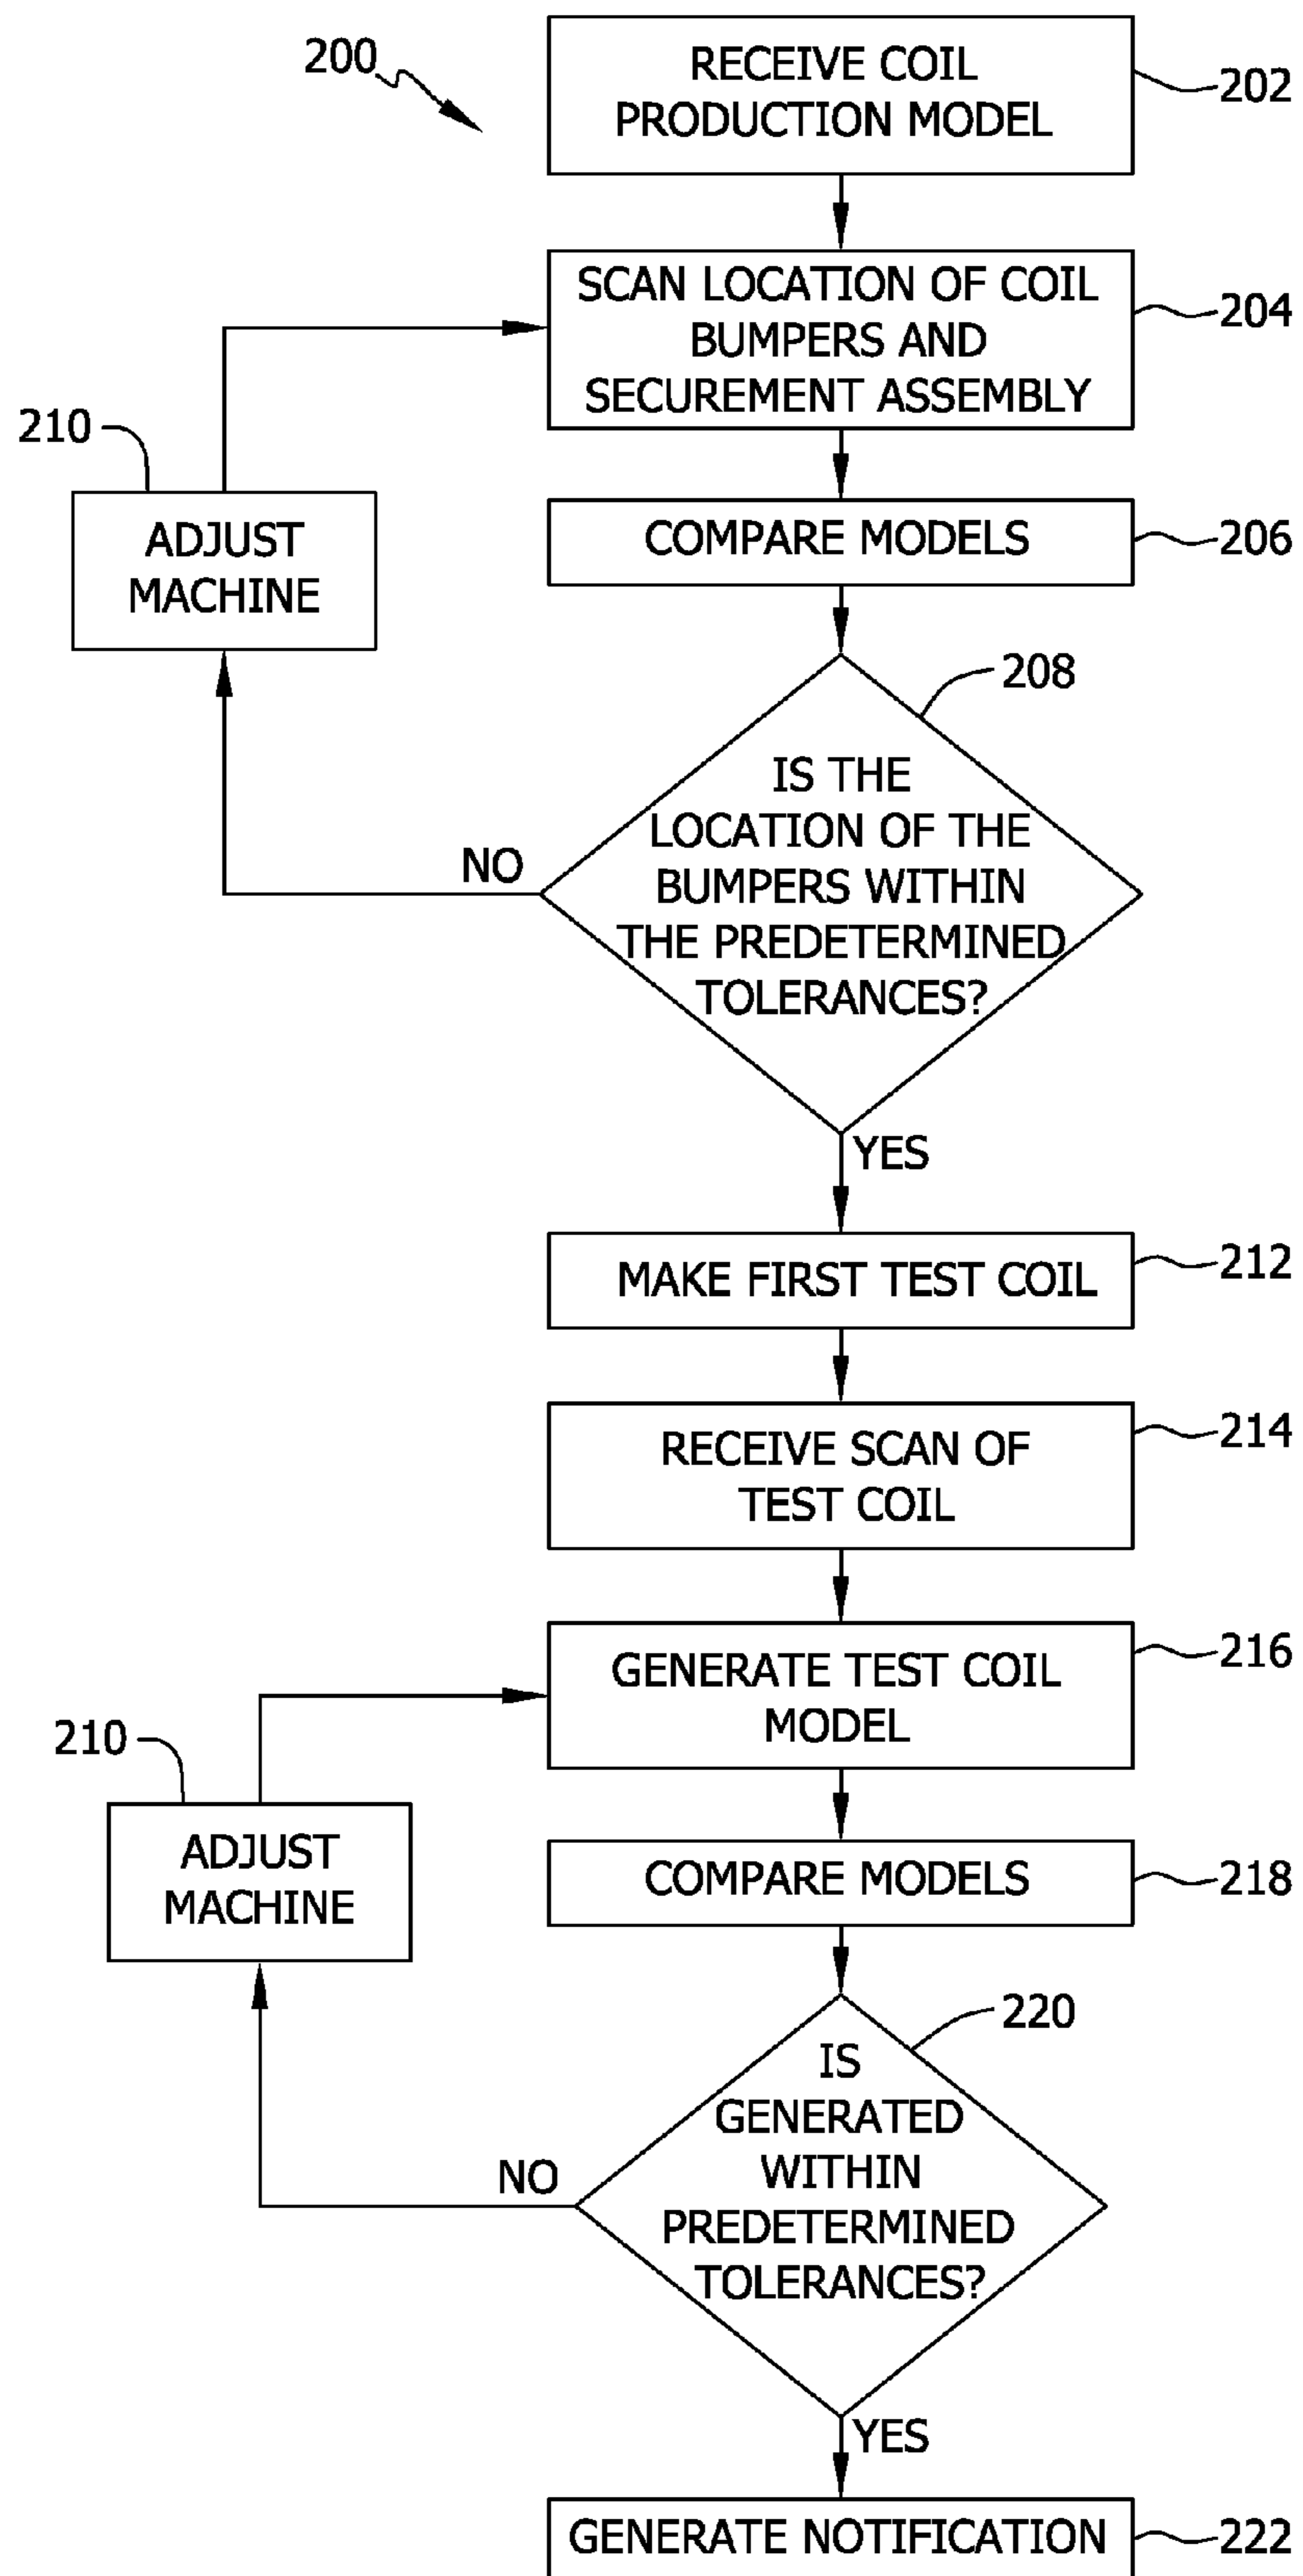 200
RECEIVE COIL
PRODUCTION MODEL
202
SCAN LOCATION OF COIL
BUMPERS AND
SECUREMENT ASSEMBLY
204
210
ADJUST
MACHINE
COMPARE MODELS
206
208
IS THE
LOCATION OF THE
BUMPERS WITHIN
THE PREDETERMINED
TOLERANCES?
NO
YES
MAKE FIRST TEST COIL
212
RECEIVE SCAN OF
TEST COIL
214
GENERATE TEST COIL
MODEL
216
210
ADJUST
MACHINE
COMPARE MODELS
218
220
IS
GENERATED
WITHIN
PREDETERMINED
TOLERANCES?
NO
YES
GENERATE NOTIFICATION
222